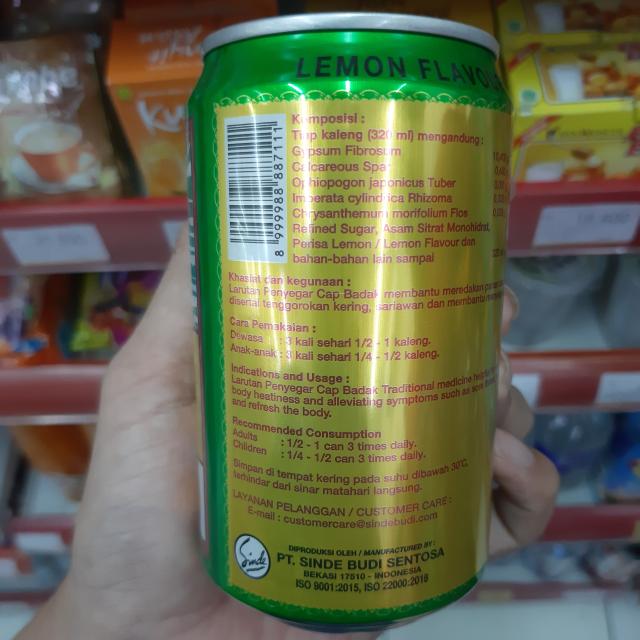 LEMON FLAVOUR
Komposisi :
Tiap kaleng (320 ml) mengandung :
Gypsum Fibrosum
Calcareous Spar
Ophiopogon japonicus Tuber
Imperata cylindrica Rhizoma
Chrysanthemum morifolium Flos
Refined Sugar, Asam Sitrat Monohidrat,
Perisa Lemon / Lemon Flavour dan
bahan-bahan lain sampai
8 999988 887111
Khasiat dan kegunaan :
Larutan Penyegar Cap Badak membantu meredakan panas
disertai tenggorokan kering, sariawan dan membantu
Cara Pemakaian :
Dewasa : 3 kali sehari 1/2 - 1 kaleng.
Anak-anak : 3 kali sehari 1/4 - 1/2 kaleng.
Indications and Usage :
Larutan Penyegar Cap Badak Traditional medicine
body heatiness and alleviating symptoms such as sore
and refresh the body.
Recommended Consumption
Adults : 1/2 - 1 can 3 times daily.
Children : 1/4 - 1/2 can 3 times daily.
Simpan di tempat kering pada suhu dibawah 30°C,
terhindar dari sinar matahari langsung.
LAYANAN PELANGGAN / CUSTOMER CARE :
E-mail : customercare@sindebudi.com
Sinde
DIPRODUKSI OLEH / MANUFACTURED BY :
PT. SINDE BUDI SENTOSA
BEKASI 17510 - INDONESIA
ISO 9001:2015, ISO 22000:2018